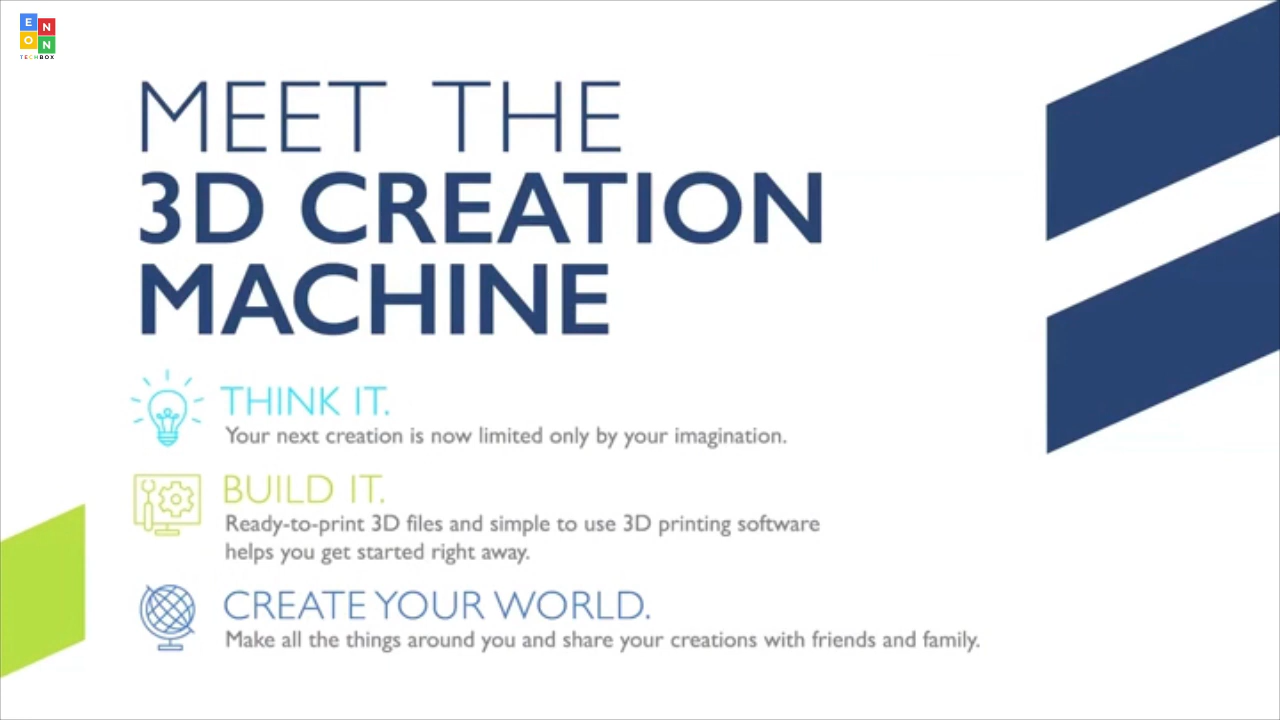 E
N
O
N
TECHBOX
MEET THE
3D CREATION
MACHINE
THINK IT.
Your next creation is now limited only by your imagination.
BUILD IT.
Ready-to-print 3D files and simple to use 3D printing software
helps you get started right away.
CREATE YOUR WORLD.
Make all the things around you and share your creations with friends and family.